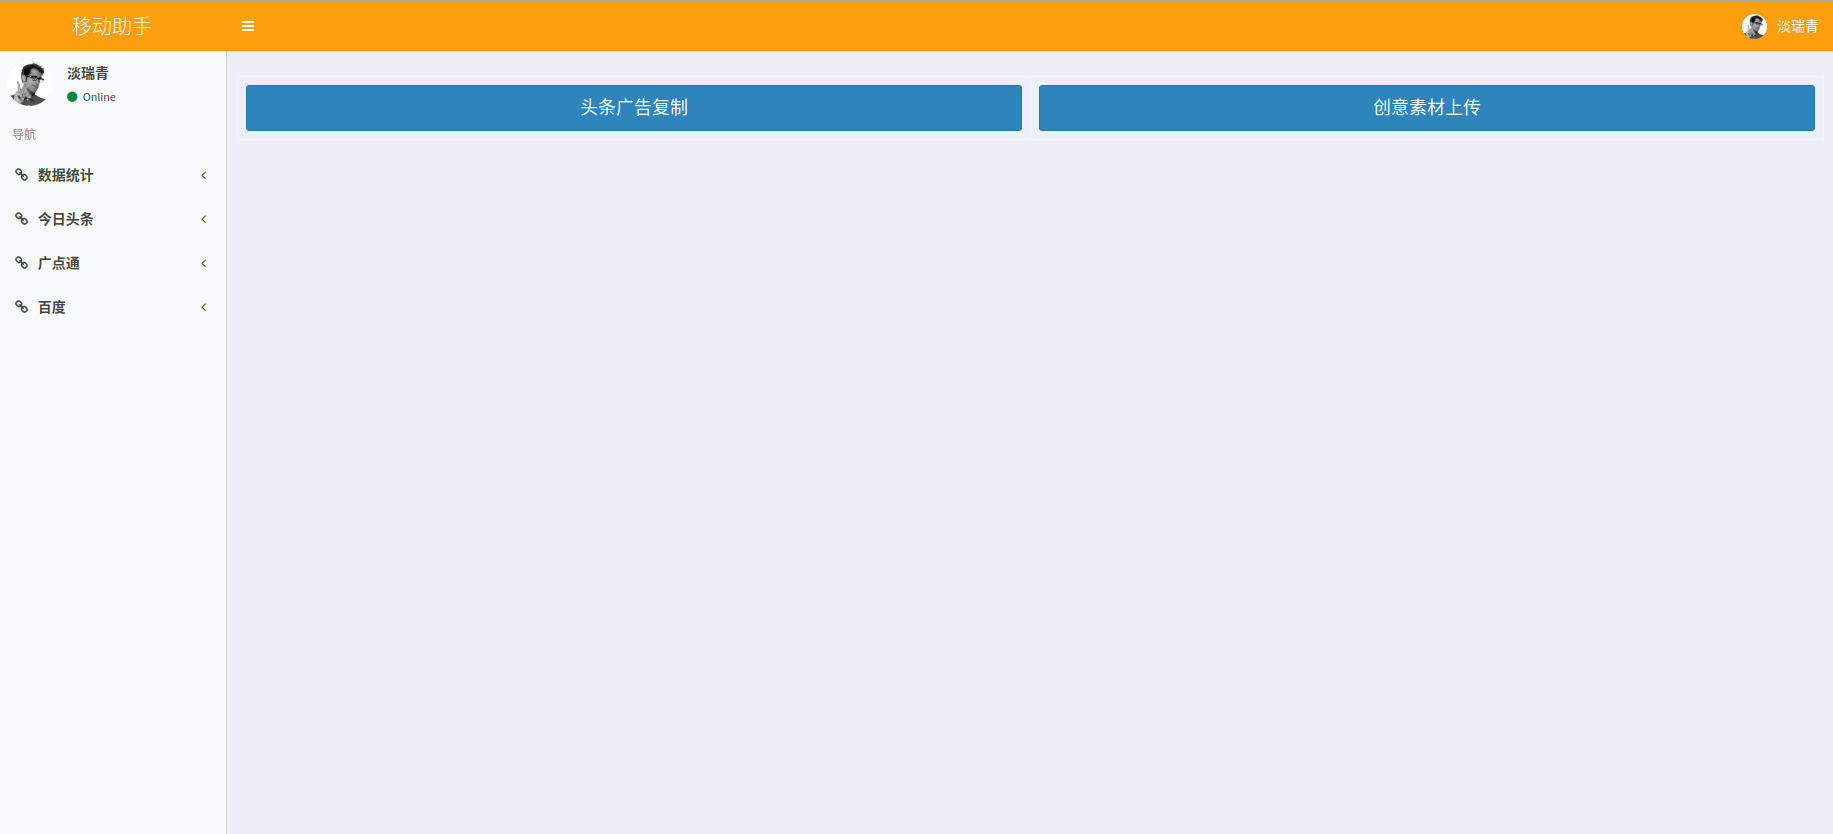 移动助手
淡瑞青
淡瑞青
Online
导航
数据统计
今日头条
广点通
百度
头条广告复制
创意素材上传